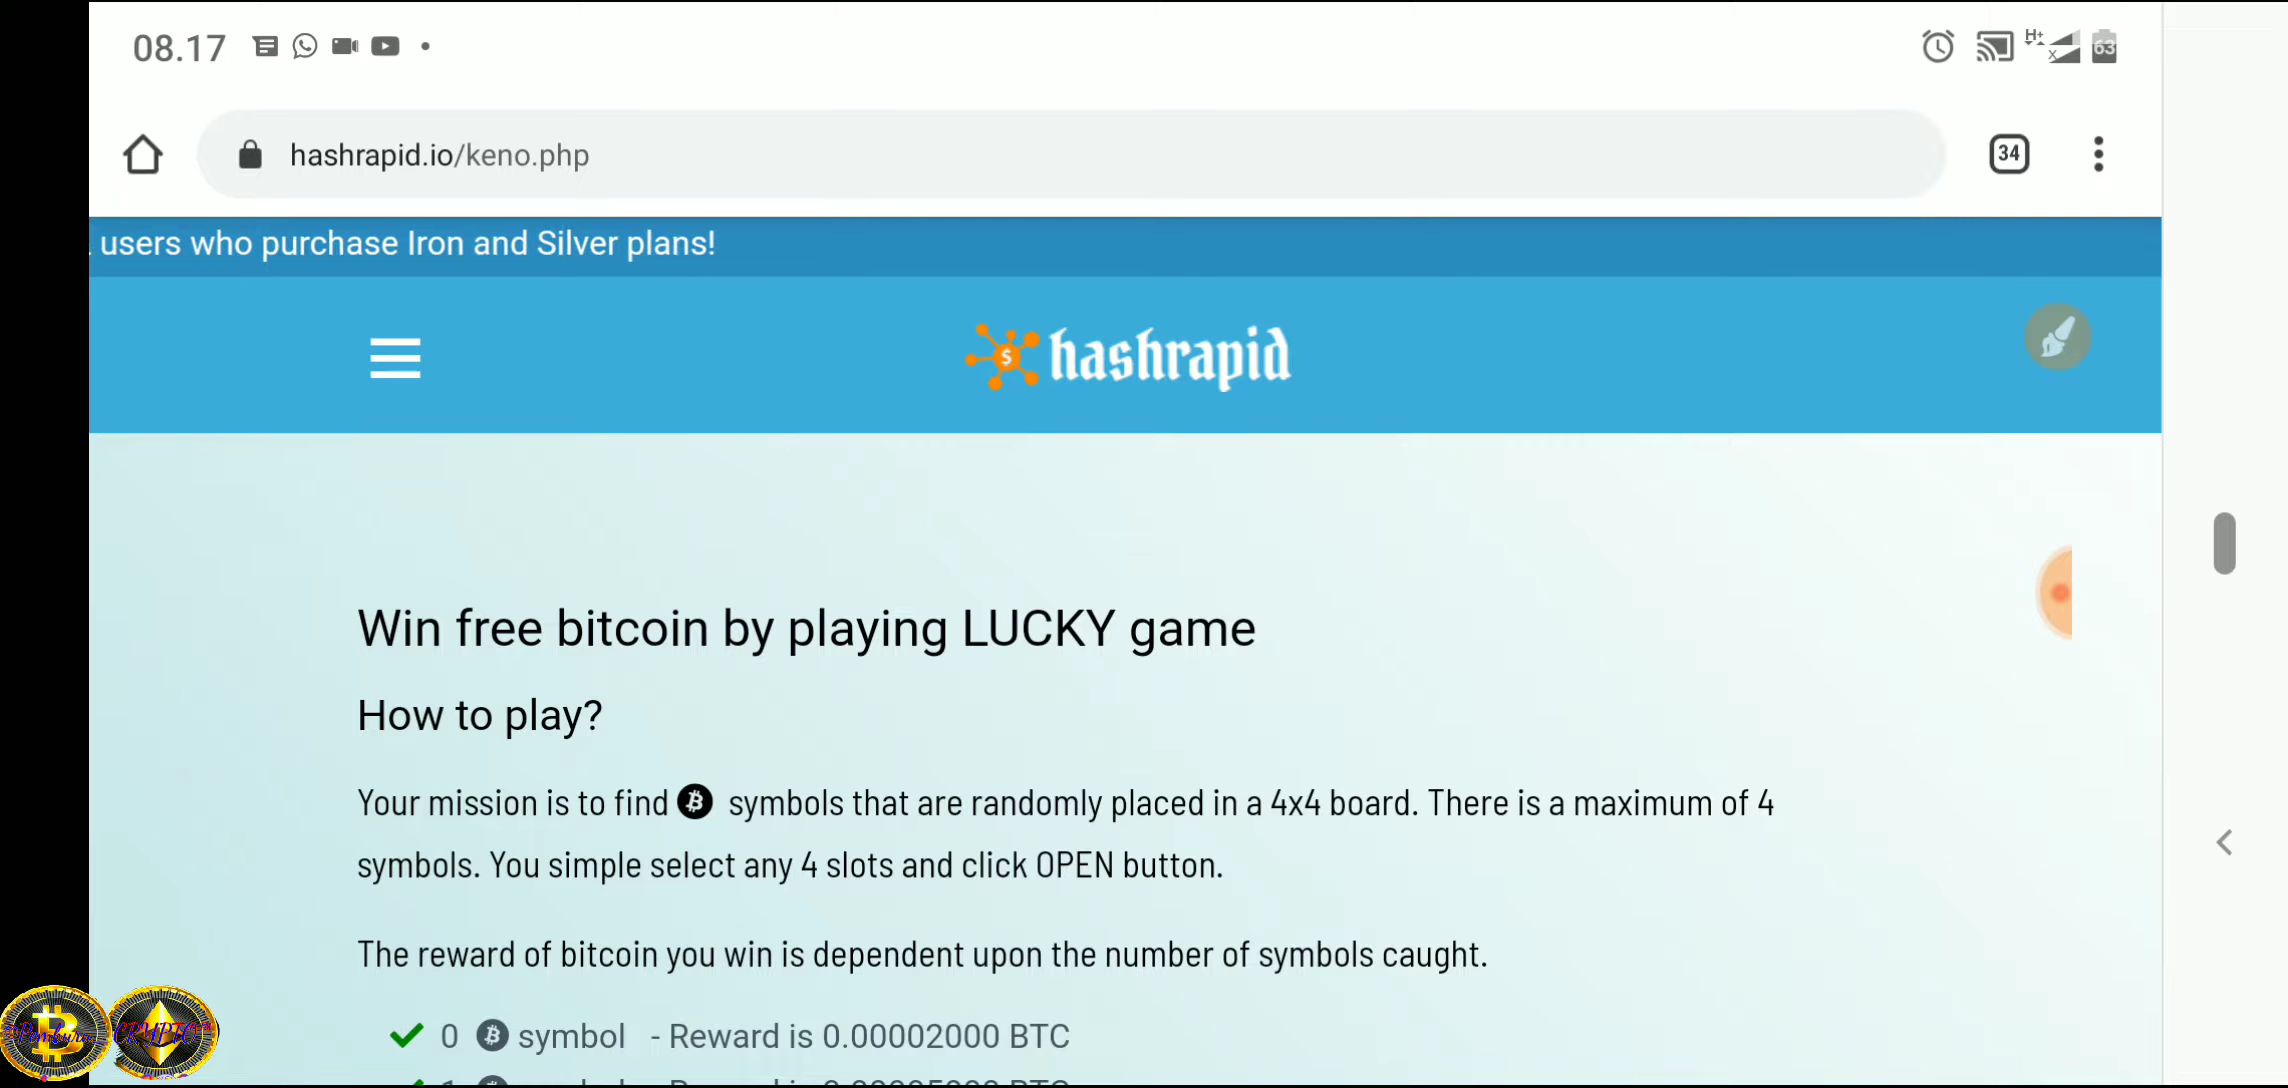 08.17
H+
63
hashrapid.io/keno.php
34
. users who purchase Iron and Silver plans!
$ hashrapid
Win free bitcoin by playing LUCKY game
How to play?
Your mission is to find ₿ symbols that are randomly placed in a 4x4 board. There is a maximum of 4
symbols. You simple select any 4 slots and click OPEN button.
The reward of bitcoin you win is dependent upon the number of symbols caught.
0 ₿ symbol - Reward is 0.00002000 BTC
CRYPTO